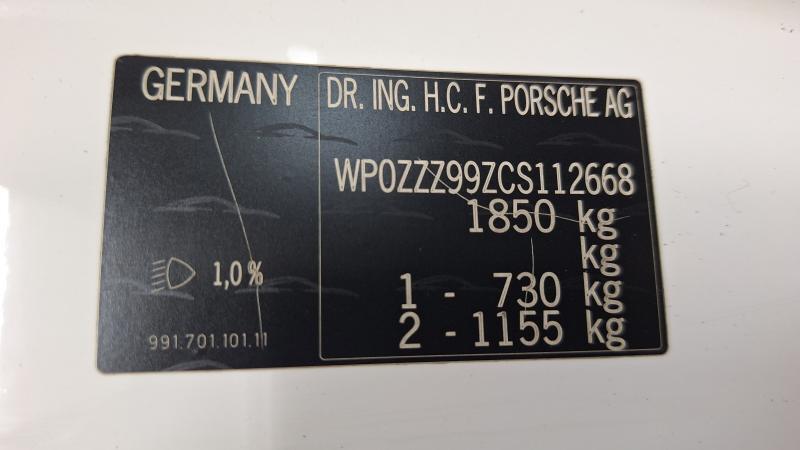 GERMANY
DR. ING. H.C. F. PORSCHE AG
WP0ZZZ99ZCS112668
1850 kg
kg
1 - 730 kg
2 - 1155 kg
1,0 %
991.701.101.11